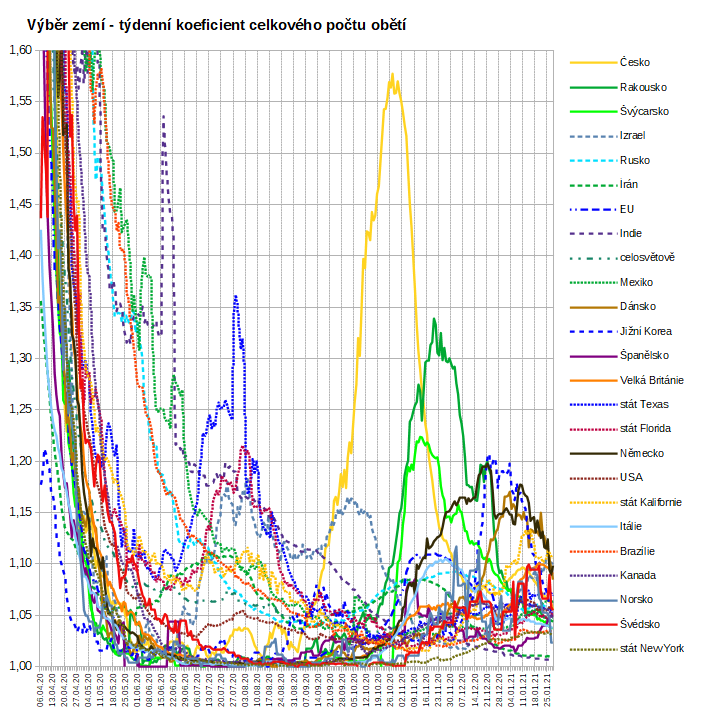 Výběr zemí - týdenní koeficient celkového počtu obětí
1,60
1,55
1,50
1,45
1,40
1,35
1,30
1,25
1,20
1,15
1,10
1,05
1,00
06.04.20
13.04.20
20.04.20
27.04.20
04.05.20
11.05.20
18.05.20
25.05.20
01.06.20
08.06.20
15.06.20
22.06.20
29.06.20
06.07.20
13.07.20
20.07.20
27.07.20
03.08.20
10.08.20
17.08.20
24.08.20
31.08.20
07.09.20
14.09.20
21.09.20
28.09.20
05.10.20
12.10.20
19.10.20
26.10.20
02.11.20
09.11.20
16.11.20
23.11.20
30.11.20
07.12.20
14.12.20
21.12.20
28.12.20
04.01.21
11.01.21
18.01.21
25.01.21
Česko
Rakousko
Švýcarsko
Izrael
Rusko
Írán
EU
Indie
celosvětově
Mexiko
Dánsko
Jižní Korea
Španělsko
Velká Británie
stát Texas
stát Florida
Německo
USA
stát Kalifornie
Itálie
Brazílie
Kanada
Norsko
Švédsko
stát NewYork